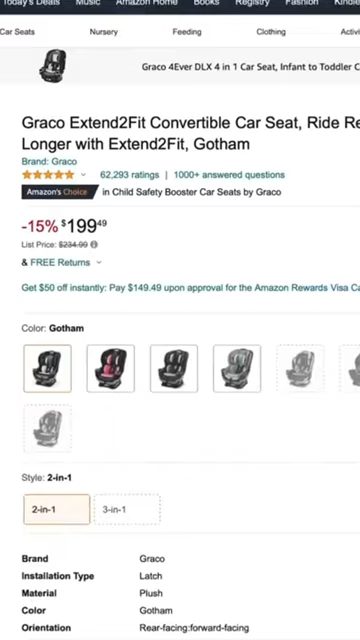 Today's Deals Music Amazon Home Books Registry Fashion Kindle
Car Seats Nursery Feeding Clothing Activi
Graco 4Ever DLX 4 in 1 Car Seat, Infant to Toddler C
Graco Extend2Fit Convertible Car Seat, Ride Re
Longer with Extend2Fit, Gotham
Brand: Graco
62,293 ratings | 1000+ answered questions
Amazon's Choice in Child Safety Booster Car Seats by Graco
-15% $199 49
List Price: $234.99
& FREE Returns
Get $50 off instantly: Pay $149.49 upon approval for the Amazon Rewards Visa Ca
Color: Gotham
Style: 2-in-1
2-in-1 3-in-1
Brand Graco
Installation Type Latch
Material Plush
Color Gotham
Orientation Rear-facing:forward-facing